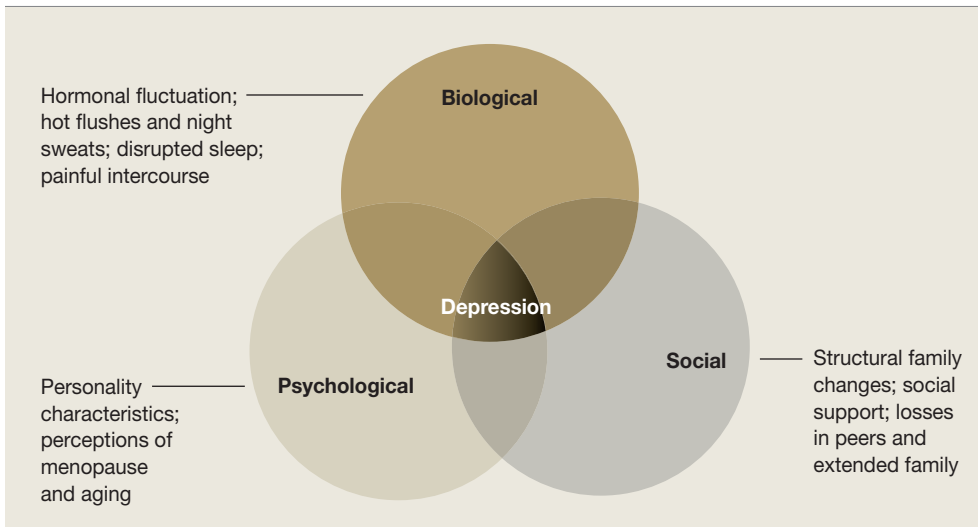 Biological
Hormonal fluctuation;
hot flushes and night
sweats; disrupted sleep;
painful intercourse
Depression
Psychological
Personality
characteristics;
perceptions of
menopause
and aging
Social
Structural family
changes; social
support; losses
in peers and
extended family